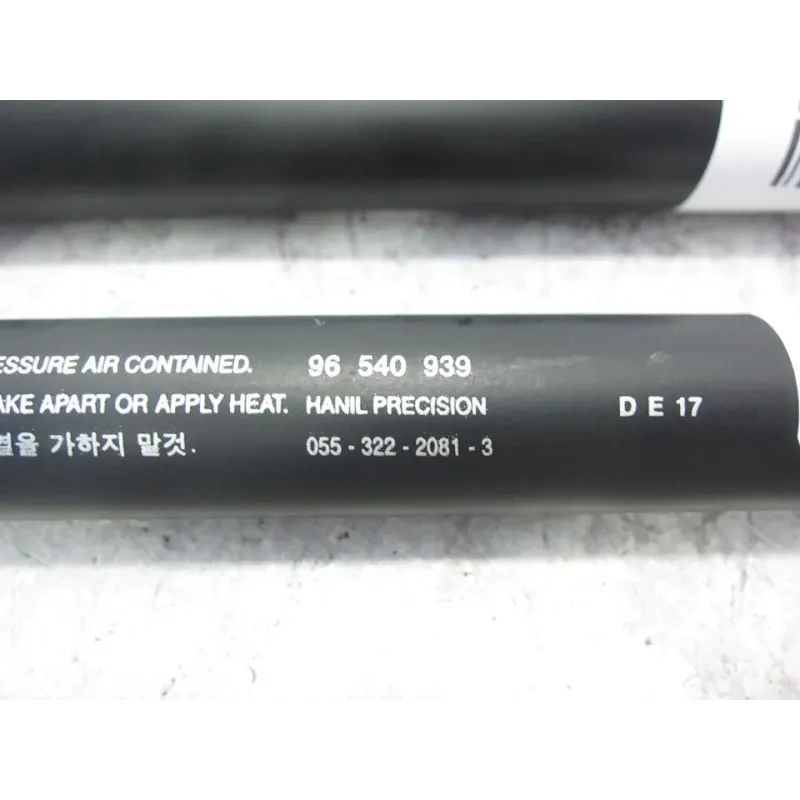 ESSURE AIR CONTAINED. 96 540 939
AKE APART OR APPLY HEAT. HANIL PRECISION D E 17
열을 가하지 말것. 055-322-2081-3